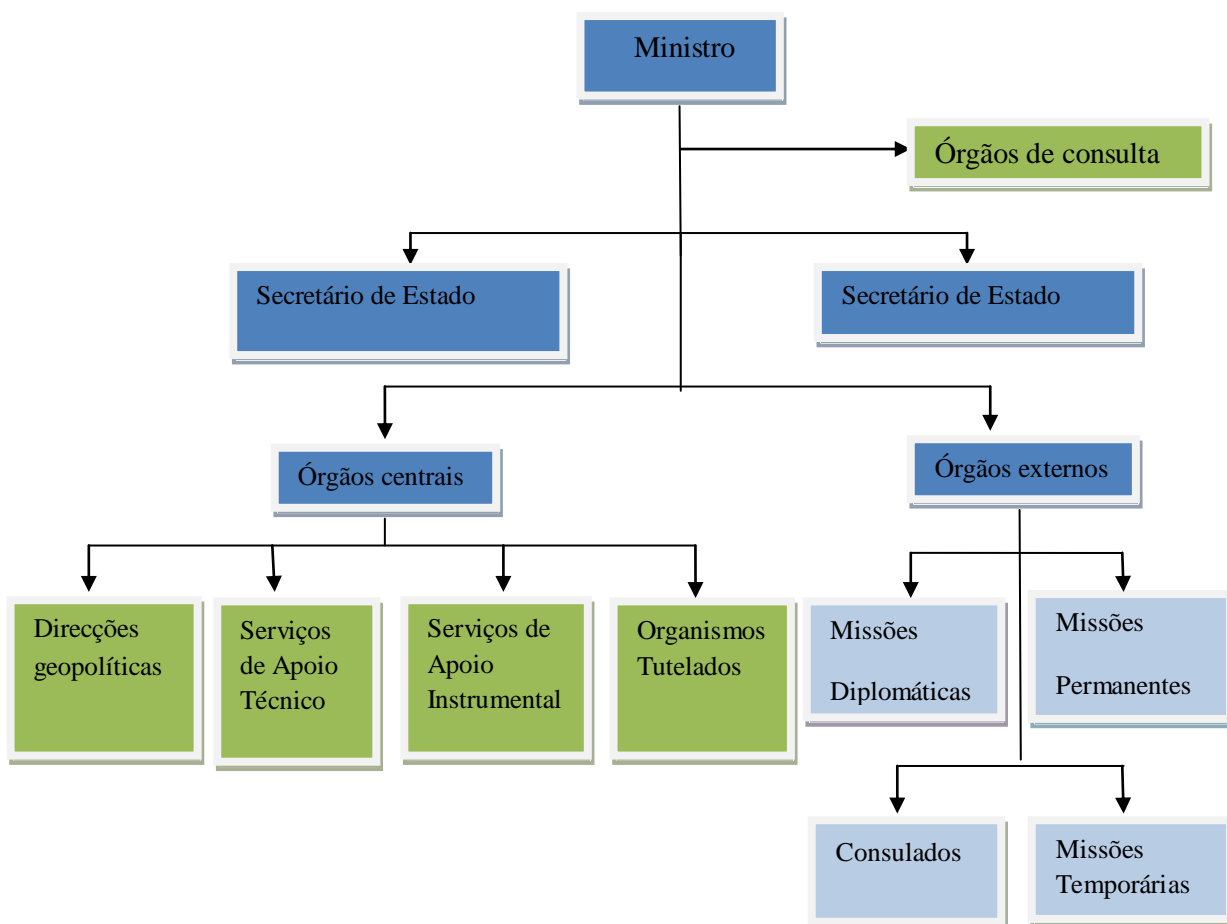 Ministro
Órgãos de consulta
Secretário de Estado
Secretário de Estado
Órgãos centrais
Órgãos externos
Direcções
geopolíticas
Serviços
de Apoio
Técnico
Serviços de
Apoio
Instrumental
Organismos
Tutelados
Missões
Diplomáticas
Missões
Permanentes
Consulados
Missões
Temporárias